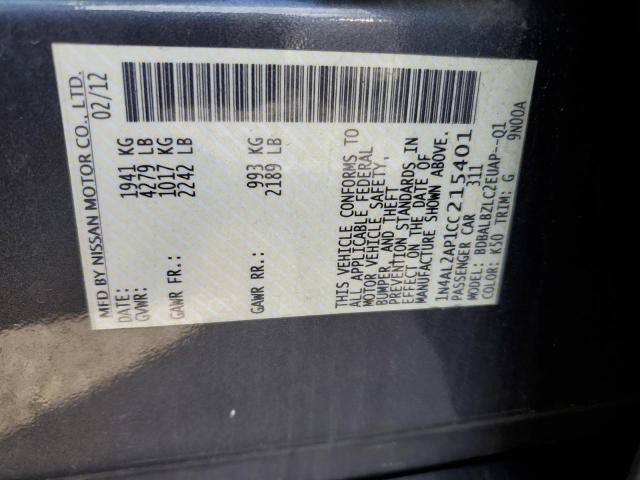 MFD BY NISSAN MOTOR CO., LTD.
DATE: 02/12
GVWR: 1941 KG
4279 LB
GAWR FR: 1017 KG
2242 LB
GAWR RR: 993 KG
2189 LB
THIS VEHICLE CONFORMS TO
ALL APPLICABLE FEDERAL
MOTOR VEHICLE SAFETY,
BUMPER, AND THEFT
PREVENTION STANDARDS IN
EFFECT ON THE DATE OF
MANUFACTURE SHOWN ABOVE.
1N4AL2AP1CC215401
PASSENGER CAR 311
MODEL: BDBALBZLC2EUAP--Q1
COLOR: K50 TRIM: G 9N00A